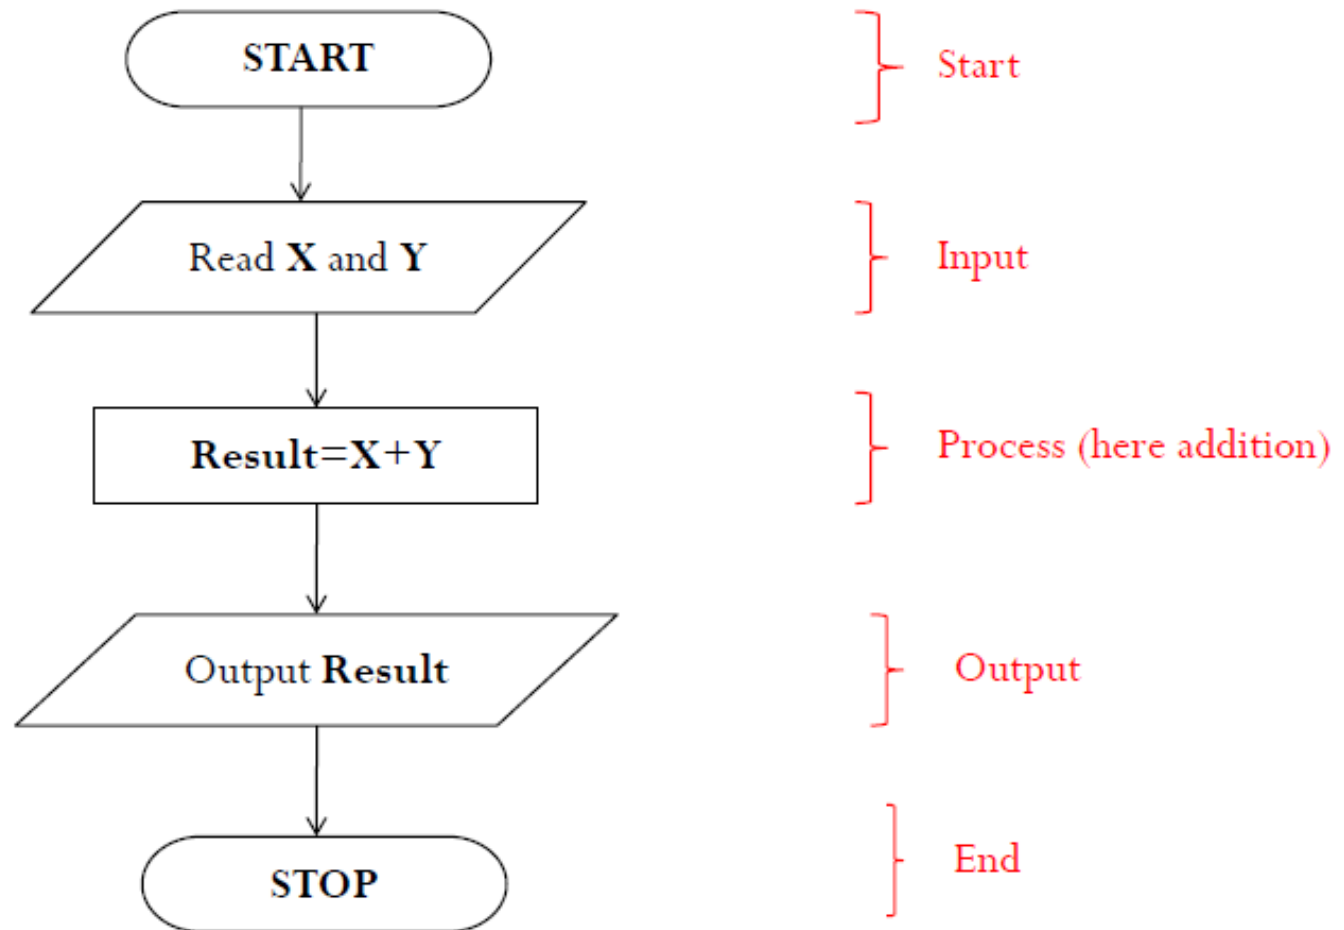 START
Start
Read X and Y
Input
Result=X+Y
Process (here addition)
Output Result
Output
STOP
End